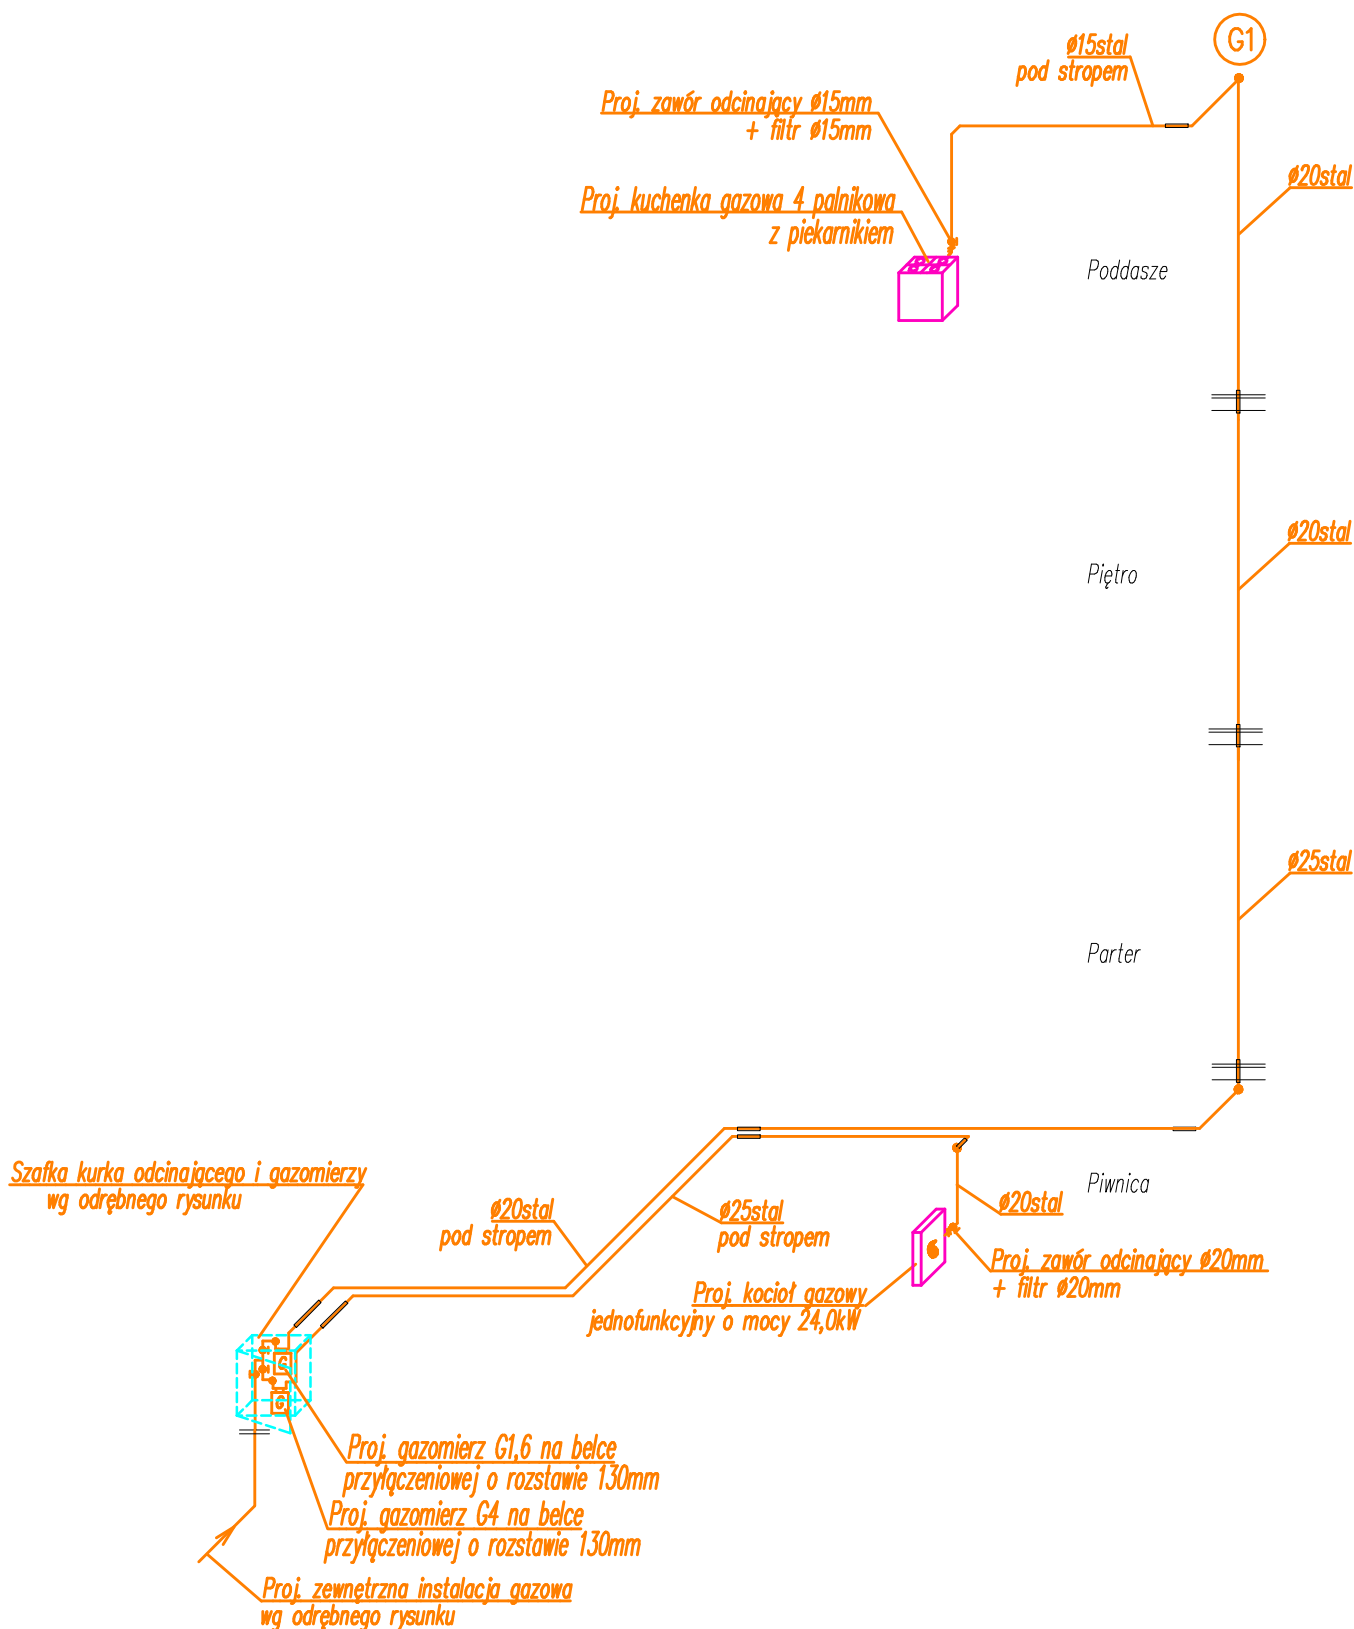 G1
ø15stal
pod stropem
Proj. zawór odcinający ø15mm
+ filtr ø15mm
ø20stal
Proj. kuchenka gazowa 4 palnikowa
z piekarnikiem
Poddasze
ø20stal
Piętro
ø25stal
Parter
Szafka kurka odcinającego i gazomierzy
wg odrębnego rysunku
Piwnica
ø20stal
pod stropem
ø25stal
pod stropem
ø20stal
Proj. zawór odcinający ø20mm
+ filtr ø20mm
Proj. kocioł gazowy
jednofunkcyjny o mocy 24,0kW
G
G
Proj. gazomierz G1,6 na belce
przyłączeniowej o rozstawie 130mm
Proj. gazomierz G4 na belce
przyłączeniowej o rozstawie 130mm
Proj. zewnętrzna instalacja gazowa
wg odrębnego rysunku